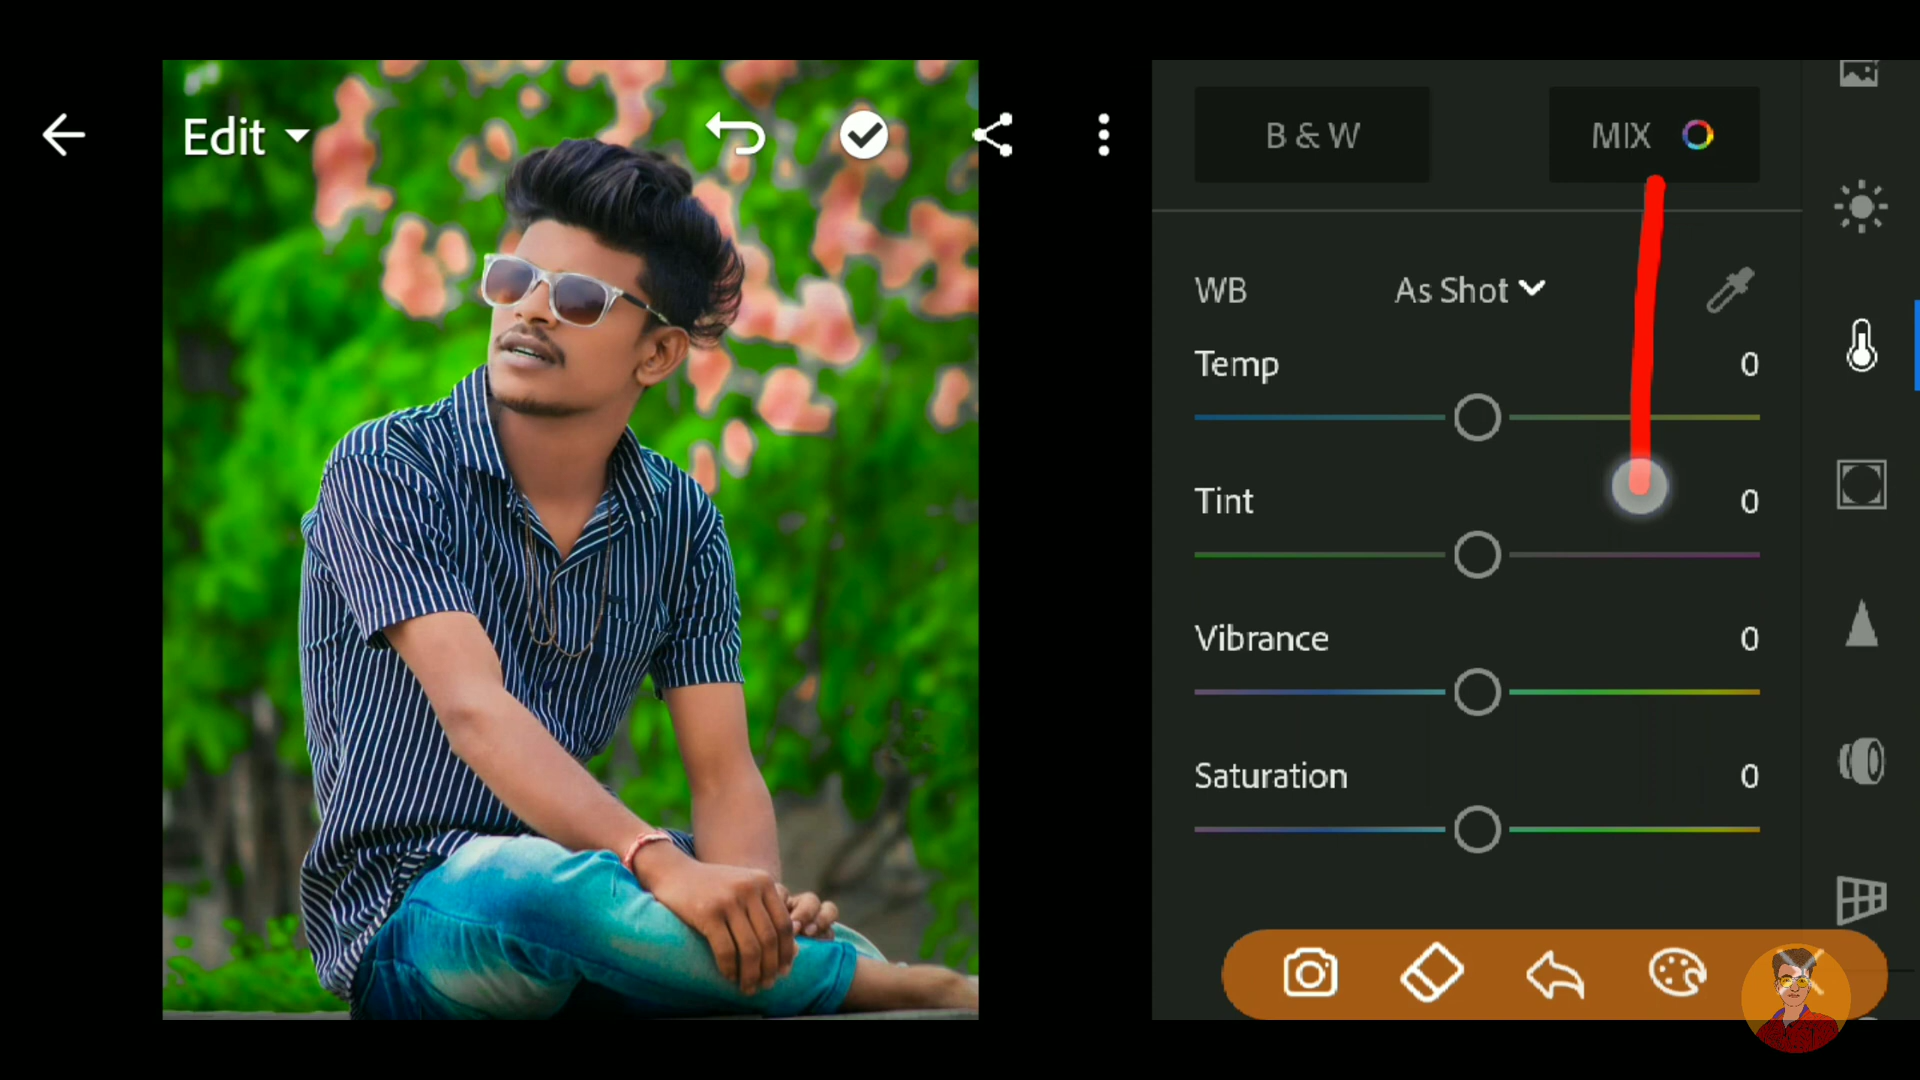 Edit
B & W
MIX
WB
As Shot
Temp
0
Tint
0
Vibrance
0
Saturation
0